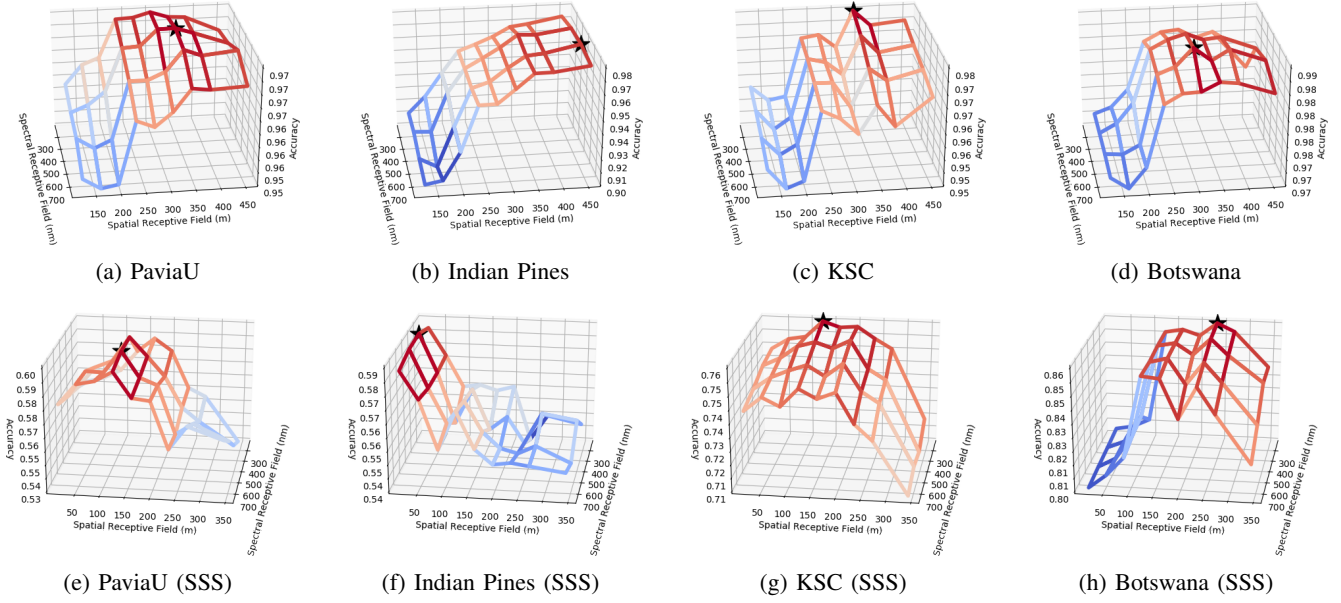 0.97
0.97
0.97
0.97
0.96
0.96
0.96
0.96
0.95
Accuracy
Spectral Receptive Field (nm)
300
400
500
600
700
150 200 250 300 350 400 450
Spatial Receptive Field (m)
(a) PaviaU
0.98
0.97
0.96
0.95
0.94
0.93
0.92
0.91
0.90
Accuracy
Spectral Receptive Field (nm)
300
400
500
600
700
150 200 250 300 350 400 450
Spatial Receptive Field (m)
(b) Indian Pines
0.98
0.98
0.97
0.97
0.97
0.96
0.96
0.95
0.95
Accuracy
Spectral Receptive Field (nm)
300
400
500
600
700
150 200 250 300 350 400 450
Spatial Receptive Field (m)
(c) KSC
0.99
0.98
0.98
0.98
0.98
0.98
0.98
0.97
0.97
Accuracy
Spectral Receptive Field (nm)
300
400
500
600
700
150 200 250 300 350 400 450
Spatial Receptive Field (m)
(d) Botswana
0.60
0.59
0.58
0.58
0.57
0.56
0.55
0.55
0.54
0.53
Accuracy
50 100 150 200 250 300 350
Spatial Receptive Field (m)
300
400
500
600
700
Spectral Receptive Field (nm)
(e) PaviaU (SSS)
0.59
0.58
0.57
0.57
0.56
0.56
0.55
0.54
0.54
Accuracy
50 100 150 200 250 300 350
Spatial Receptive Field (m)
300
400
500
600
700
Spectral Receptive Field (nm)
(f) Indian Pines (SSS)
0.76
0.75
0.74
0.74
0.73
0.72
0.72
0.71
Accuracy
50 100 150 200 250 300 350
Spatial Receptive Field (m)
300
400
500
600
700
Spectral Receptive Field (nm)
(g) KSC (SSS)
0.86
0.85
0.84
0.83
0.83
0.82
0.81
0.81
0.80
Accuracy
50 100 150 200 250 300 350
Spatial Receptive Field (m)
300
400
500
600
700
Spectral Receptive Field (nm)
(h) Botswana (SSS)